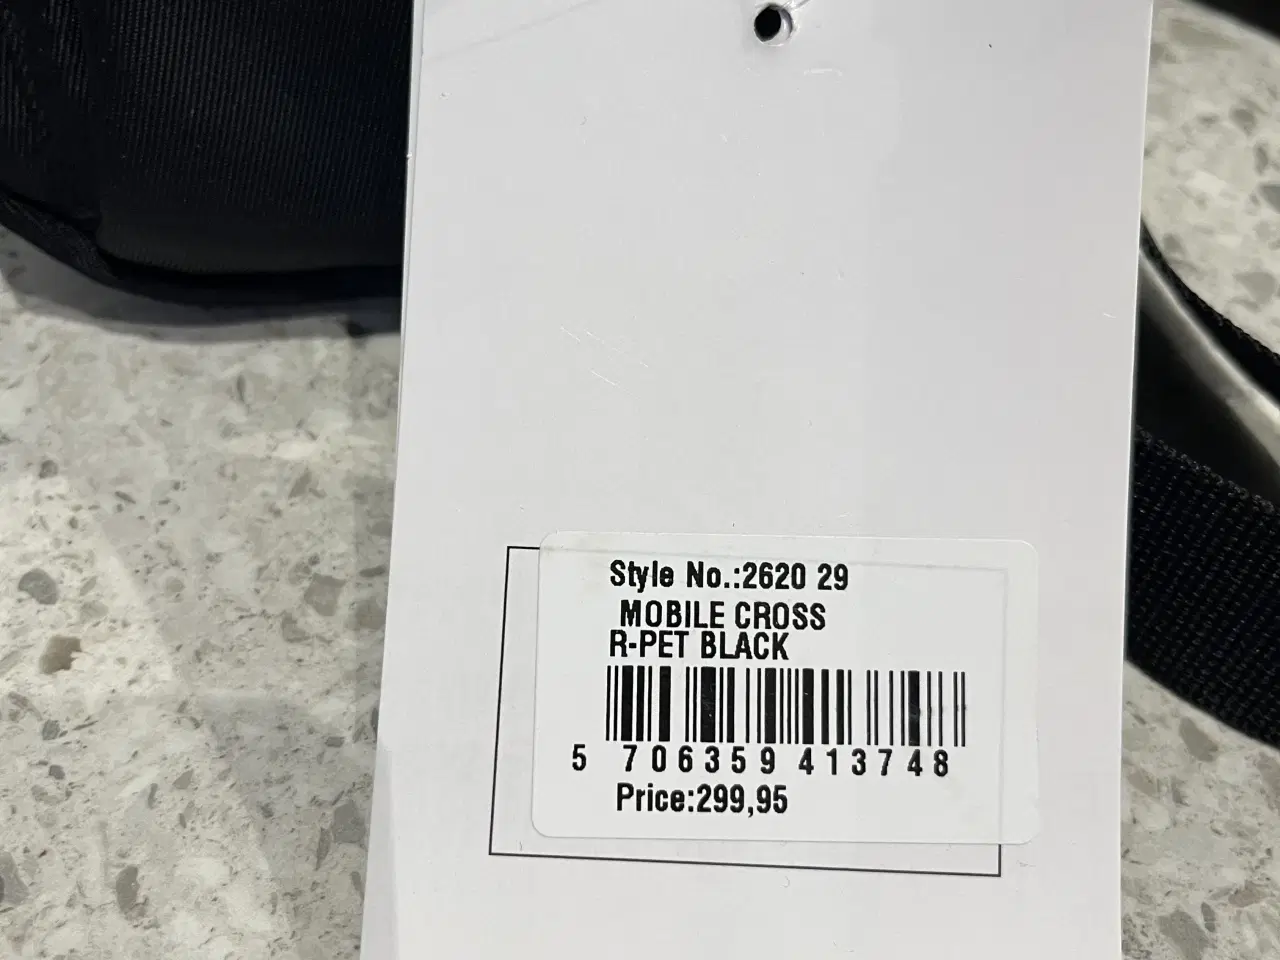 Style No.:2620 29
MOBILE CROSS
R-PET BLACK
5 706359 413748
Price:299,95